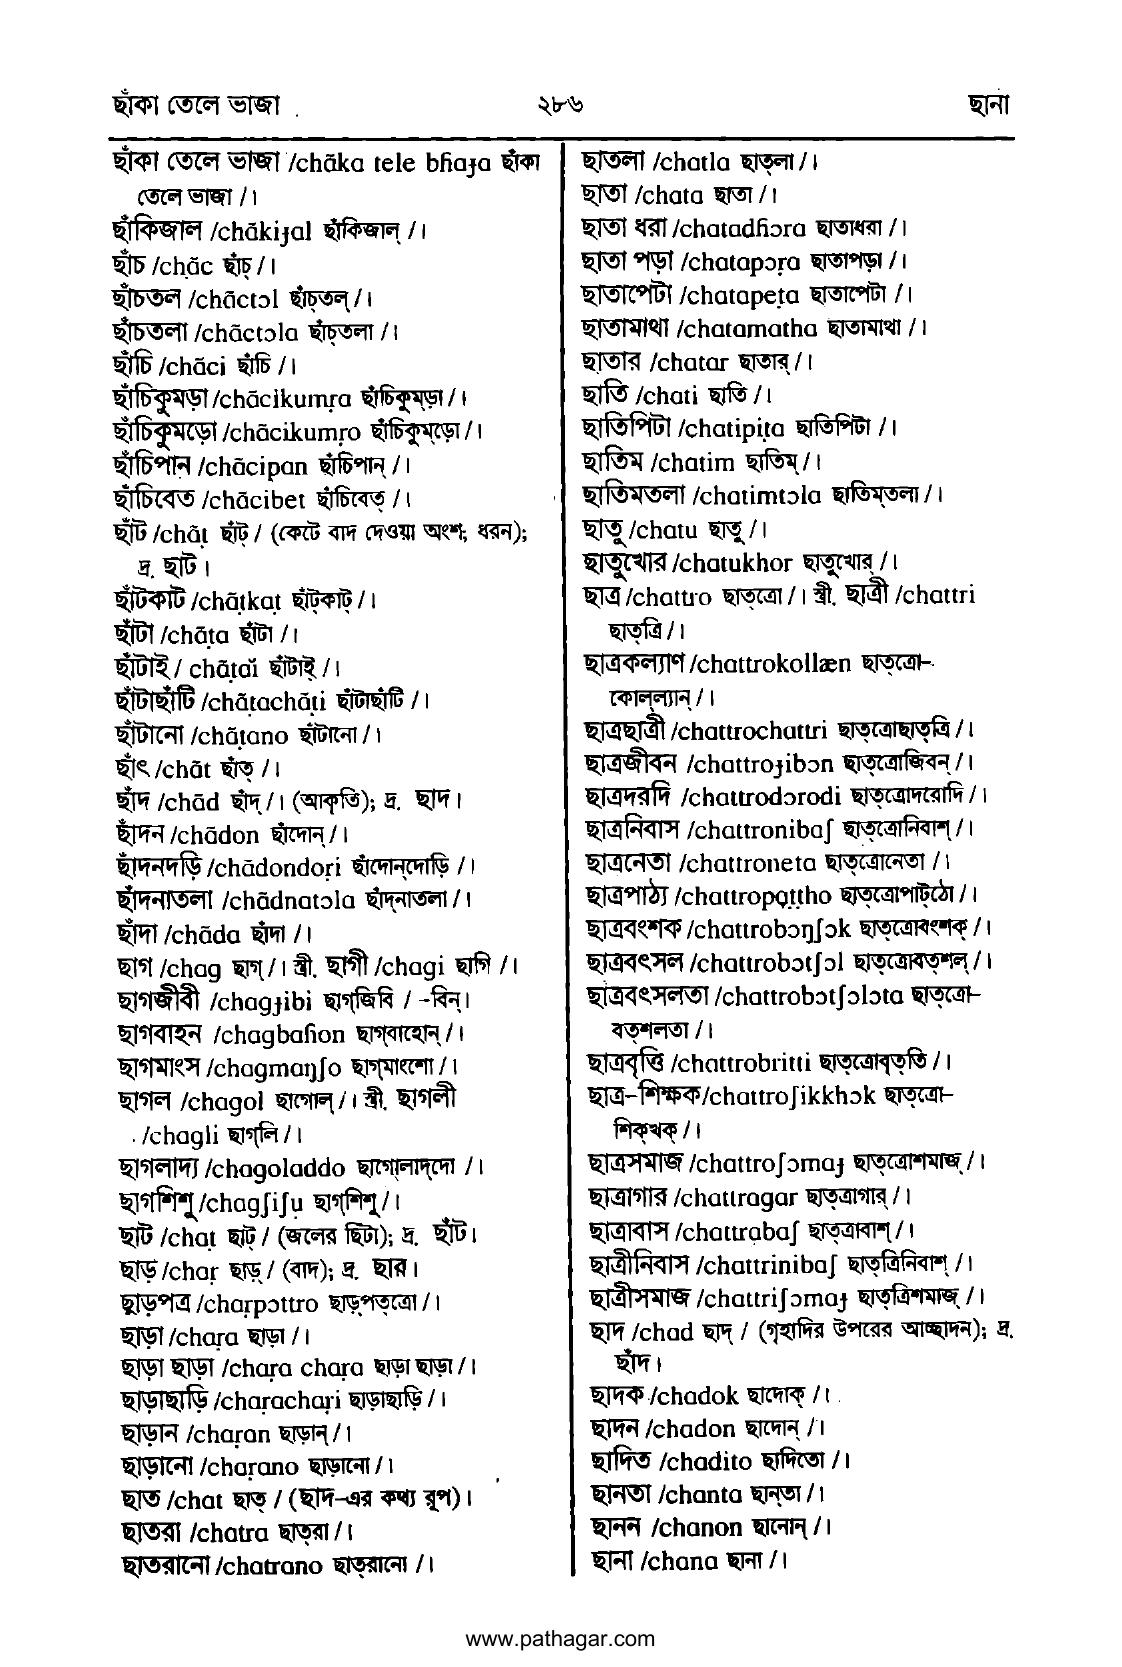 ছাঁকা তেলে ভাজা ২৮৬ ছানা
ছাঁকা তেলে ভাজা /chãka tele bɦaɟa ছাঁকা
তেলে ভাজা /।
ছাঁকিজাল /chãkiɟal ছাঁকিজাল্ /।
ছাঁচ /chãc ছাঁচ্ /।
ছাঁচতল /chãctɔl ছাঁচ্তল্ /।
ছাঁচতলা /chãctɔla ছাঁচ্তলা /।
ছাঁচি /chãci ছাঁচি /।
ছাঁচিকুমড়া /chãcikumṛa ছাঁচিকুম্ড়া /।
ছাঁচিকুমড়ো /chãcikumṛo ছাঁচিকুম্ড়ো /।
ছাঁচিপান /chãcipan ছাঁচিপান্ /।
ছাঁচিবেত /chãcibet ছাঁচিবেত্ /।
ছাঁট /chãṭ ছাঁট্ / (কেটে বাদ দেওয়া অংশ; ধরন);
দ্র. ছাট।
ছাঁটকাট /chãṭkaṭ ছাঁট্কাট্ /।
ছাঁটা /chãṭa ছাঁটা /।
ছাঁটাই / chãṭai̯ ছাঁটাই্ /।
ছাঁটাছাঁটি /chãṭachãṭi ছাঁটাছাঁটি /।
ছাঁটানো /chãṭano ছাঁটানো /।
ছাঁৎ /chãt ছাঁত্ /।
ছাঁদ /chãd ছাঁদ্ /। (আকৃতি); দ্র. ছাদ।
ছাঁদন /chãdon ছাঁদোন্ /।
ছাঁদনদড়ি /chãdondoṛi ছাঁদোন্দোড়ি /।
ছাঁদনাতলা /chãdnatɔla ছাঁদ্নাতলা /।
ছাঁদা /chãda ছাঁদা /।
ছাগ /chag ছাগ্ /। স্ত্রী. ছাগী /chagi ছাগি /।
ছাগজীবী /chagɟibi ছাগ্জিবি / -বিন্।
ছাগবাহন /chagbaɦon ছাগ্বাহোন্ /।
ছাগমাংস /chagmaŋʃo ছাগ্মাংশো /।
ছাগল /chagol ছাগোল্ /। স্ত্রী. ছাগলী
/chagli ছাগ্লি /।
ছাগলাদ্য /chagoladdo ছাগোলাদ্দো /।
ছাগশিশু /chagʃiʃu ছাগ্শিশু /।
ছাট /chaṭ ছাট্ / (জলের ছিটা); দ্র. ছাঁট।
ছাড় /chaṛ ছাড়্ / (বাদ); দ্র. ছার।
ছাড়পত্র /chaṛpɔttro ছাড়্পত্ত্রো /।
ছাড়া /chaṛa ছাড়া /।
ছাড়া ছাড়া /chaṛa chaṛa ছাড়া ছাড়া /।
ছাড়াছাড়ি /chaṛachaṛi ছাড়াছাড়ি /।
ছাড়ান /chaṛan ছাড়ান্ /।
ছাড়ানো /chaṛano ছাড়ানো /।
ছাত /chat ছাত্ / (ছাদ-এর কথ্য রূপ)।
ছাতরা /chatra ছাত্রা /।
ছাতরানো /chatrano ছাত্রানো /।
ছাতলা /chatla ছাত্লা /।
ছাতা /chata ছাতা /।
ছাতা ধরা /chatadɦɔra ছাতাধরা /।
ছাতা পড়া /chatapɔṛa ছাতাপড়া /।
ছাতাপেটা /chatapeṭa ছাতাপেটা /।
ছাতামাথা /chatamatha ছাতামাথা /।
ছাতার /chatar ছাতার্ /।
ছাতি /chati ছাতি /।
ছাতিপিটা /chatipiṭa ছাতিপিটা /।
ছাতিম /chatim ছাতিম্ /।
ছাতিমতলা /chatimtɔla ছাতিম্তলা /।
ছাতু /chatu ছাতু /।
ছাতুখোর /chatukhor ছাতুখোর্ /।
ছাত্র /chattro ছাত্ত্রো /। স্ত্রী. ছাত্রী /chattri
ছাত্ত্রি /।
ছাত্রকল্যাণ /chattrokollæn ছাত্ত্রো-
কোল্ল্যান্ /।
ছাত্রছাত্রী /chattrochattri ছাত্ত্রোছাত্ত্রি /।
ছাত্রজীবন /chattroɟibɔn ছাত্ত্রোজিবন্ /।
ছাত্রদরদি /chattrodɔrodi ছাত্ত্রোদরোদি /।
ছাত্রনিবাস /chattronibaʃ ছাত্ত্রোনিবাশ্ /।
ছাত্রনেতা /chattroneta ছাত্ত্রোনেতা /।
ছাত্রপাঠ্য /chattropaṭṭho ছাত্ত্রোপাট্ঠো /।
ছাত্রবংশক /chattrobɔŋʃɔk ছাত্ত্রোবংশক্ /।
ছাত্রবৎসল /chattrobɔtʃɔl ছাত্ত্রোবত্শল্ /।
ছাত্রবৎসলতা /chattrobɔtʃɔlɔta ছাত্ত্রো-
বত্শলতা /।
ছাত্রবৃত্তি /chattrobritti ছাত্ত্রোবৃত্তি /।
ছাত্র-শিক্ষক/chattroʃikkhɔk ছাত্ত্রো-
শিক্খক্ /।
ছাত্রসমাজ /chattroʃɔmaɟ ছাত্ত্রোশমাজ্ /।
ছাত্রাগার /chattragar ছাত্ত্রাগার্ /।
ছাত্রাবাস /chattrabaʃ ছাত্ত্রাবাশ্ /।
ছাত্রীনিবাস /chattrinibaʃ ছাত্ত্রিনিবাশ্ /।
ছাত্রীসমাজ /chattriʃɔmaɟ ছাত্ত্রিশমাজ্ /।
ছাদ /chad ছাদ্ / (গৃহাদির উপরের আচ্ছাদন); দ্র.
ছাঁদ।
ছাদক /chadok ছাদোক্ /।
ছাদন /chadon ছাদোন্ /।
ছাদিত /chadito ছাদিতো /।
ছানতা /chanta ছান্তা /।
ছানন /chanon ছানোন্ /।
ছানা /chana ছানা /।
www.pathagar.com